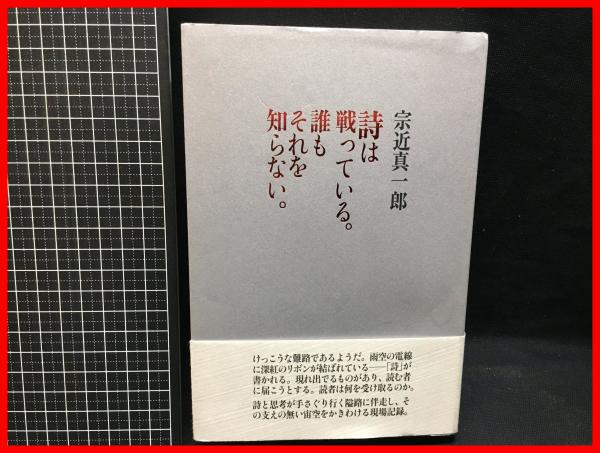 宗近真一郎
詩は
戦っている。
誰も
それを
知らない。
けっこうな難路であるようだ。雨空の電線
に深紅のリボンが結ばれている――「詩」が
書かれる。現れ出でるものがあり、読む者
に届こうとする。読者は何を受け取るのか。
詩と思考が手さぐり行く隘路に伴走し、そ
の支えの無い宙空をかきわける現場記録。